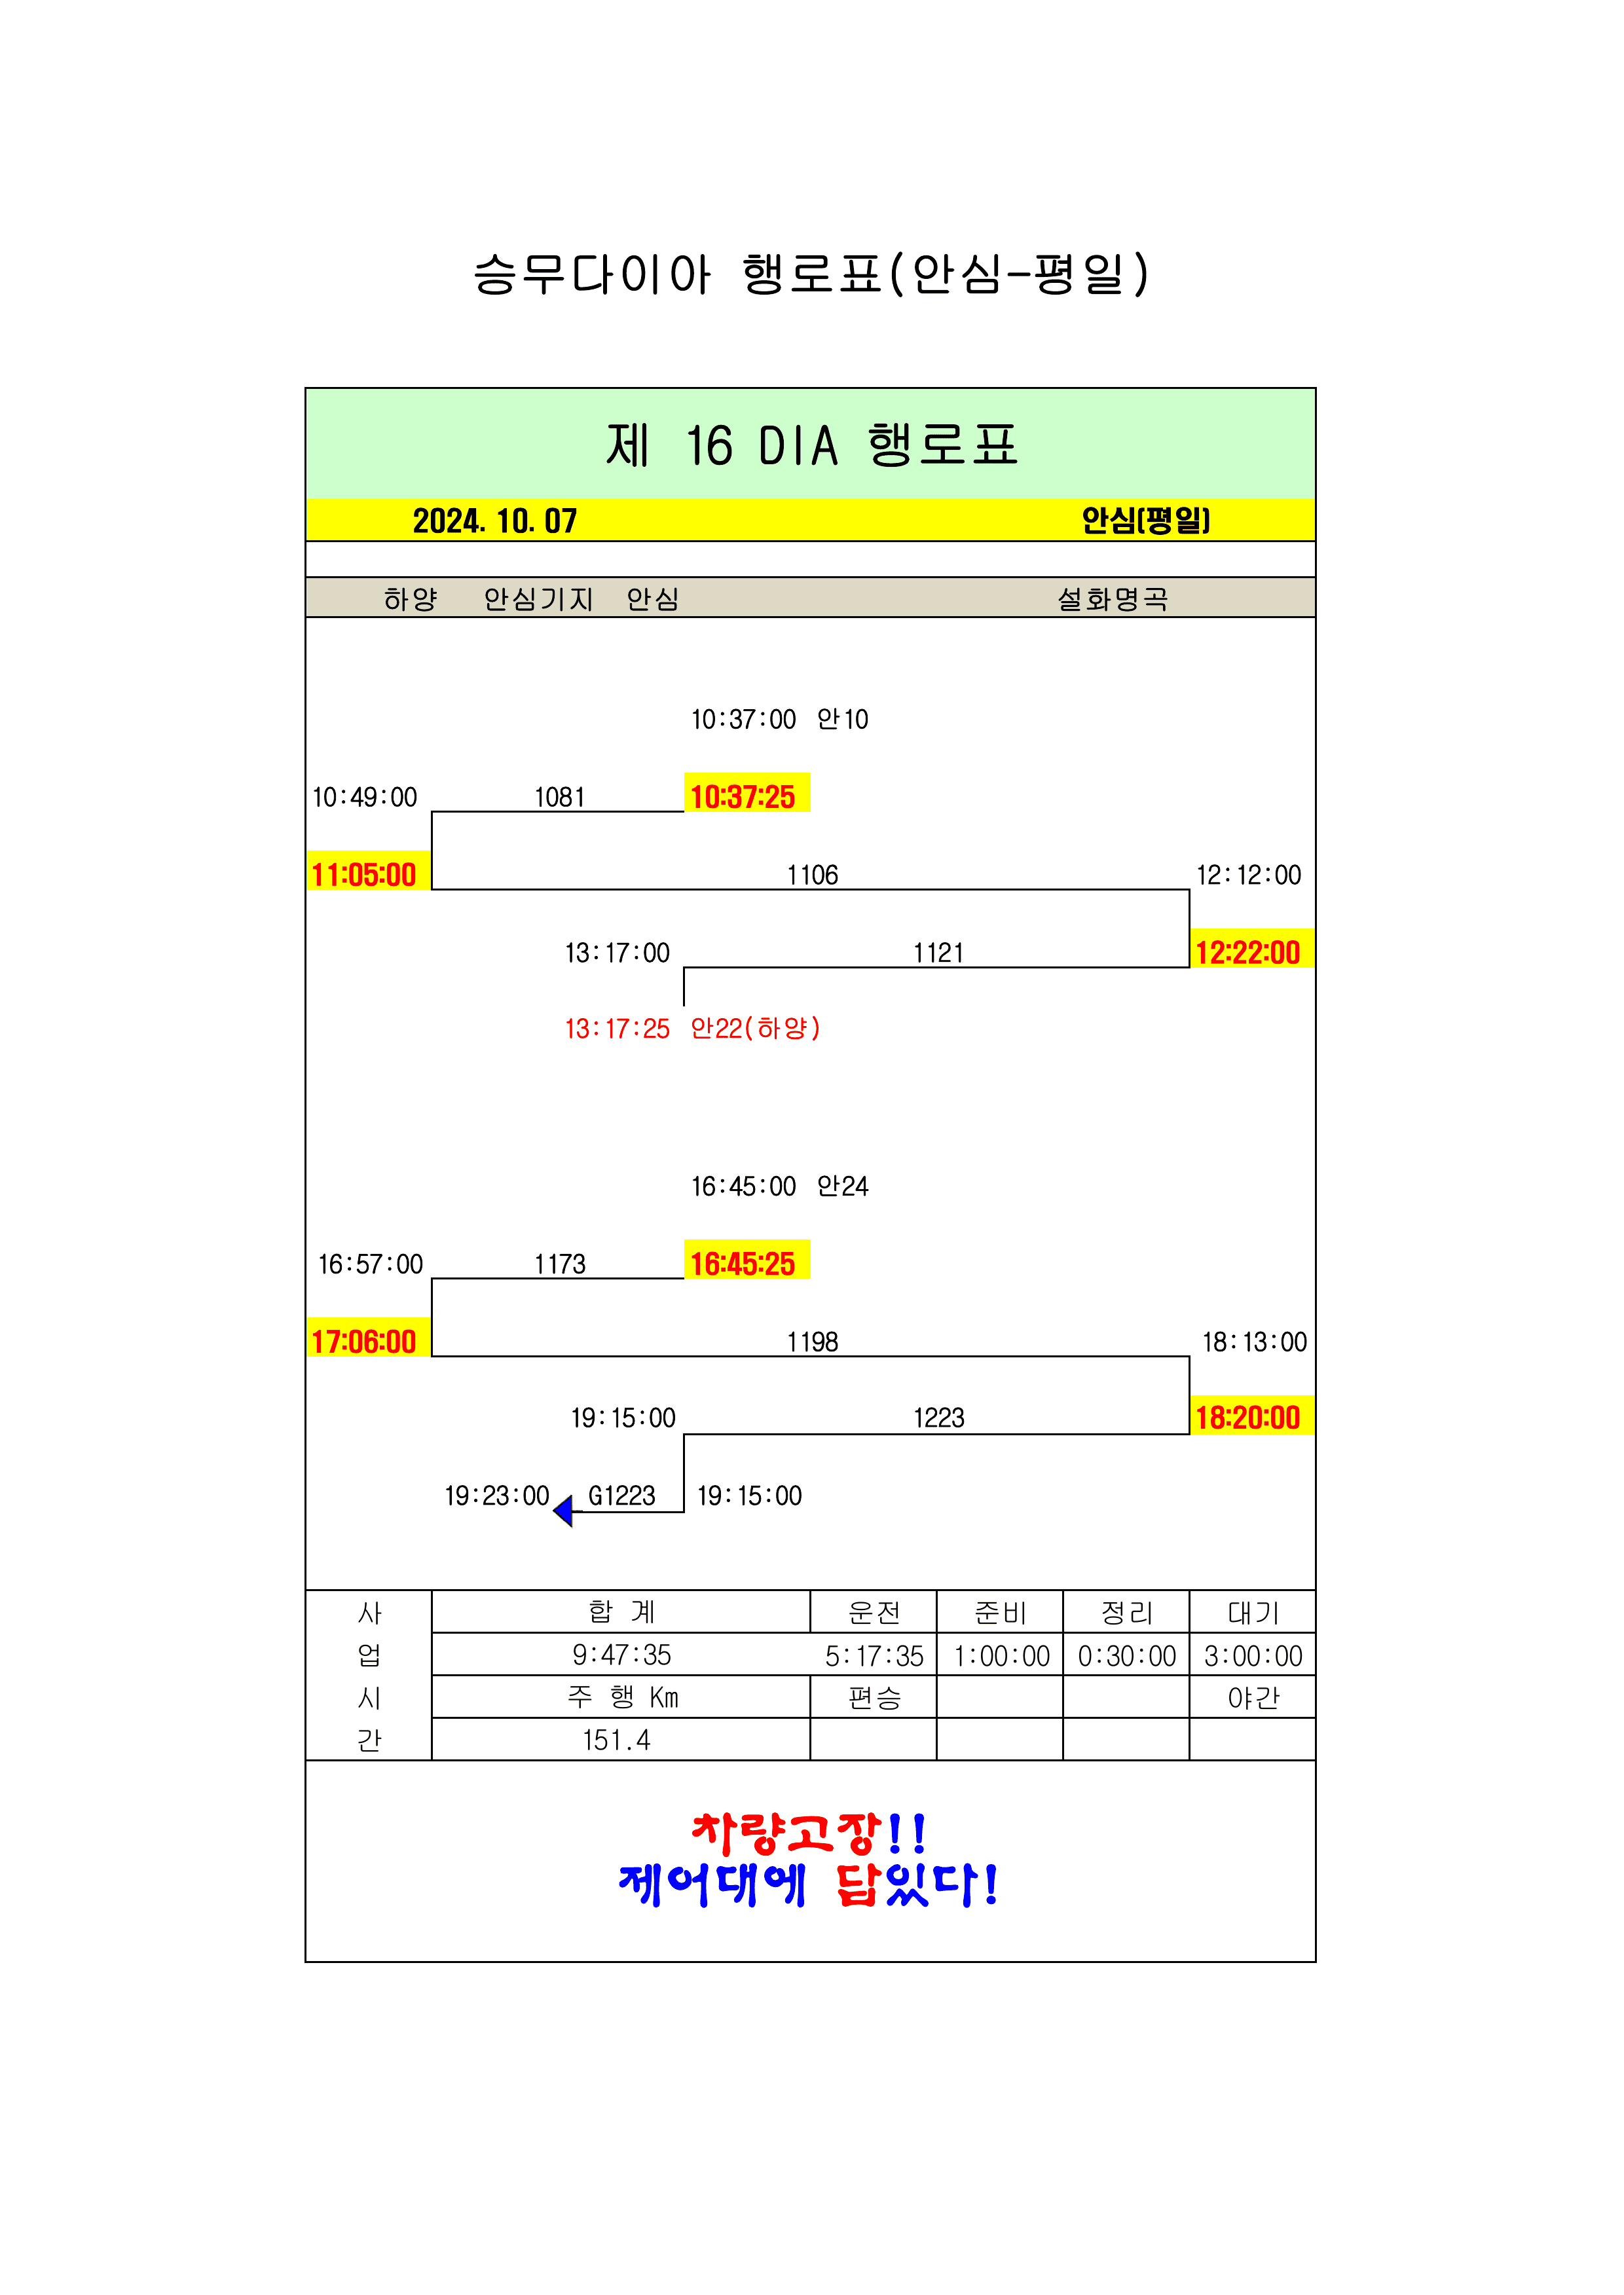 승무다이아 행로표(안심-평일)
제 16 DIA 행로표
2024. 10. 07 안심(평일)
하양 안심기지 안심 설화명곡
10:37:00 안10
10:49:00 1081 10:37:25
11:05:00 1106 12:12:00
13:17:00 1121 12:22:00
13:17:25 안22(하양)
16:45:00 안24
16:57:00 1173 16:45:25
17:06:00 1198 18:13:00
19:15:00 1223 18:20:00
19:23:00 G1223 19:15:00
사 합 계 운전 준비 정리 대기
업 9:47:35 5:17:35 1:00:00 0:30:00 3:00:00
시 주 행 Km 편승 야간
간 151.4
차량고장!!
제어대에 답있다!